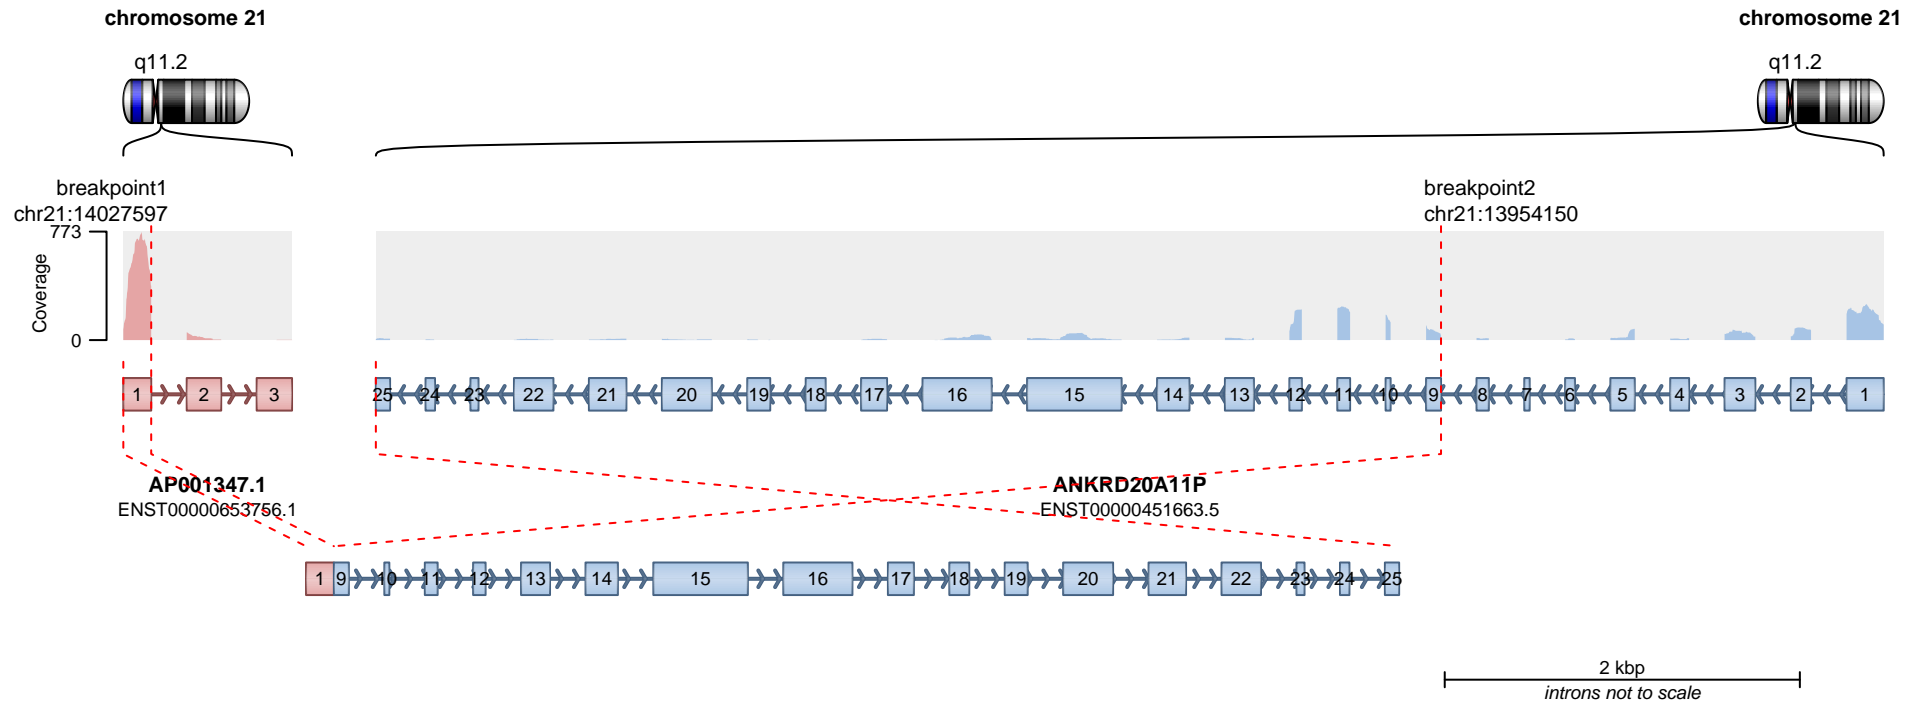 chromosome 21
chromosome 21
q11.2
q11.2
breakpoint1
chr21:14027597
breakpoint2
chr21:13954150
773
Coverage
0
1 2 3
25 24 23 22 21 20 19 18 17 16 15 14 13 12 11 10 9 8 7 6 5 4 3 2 1
AP001347.1
ENST00000653756.1
ANKRD20A11P
ENST00000451663.5
1 9 10 11 12 13 14 15 16 17 18 19 20 21 22 23 24 25
2 kbp
introns not to scale